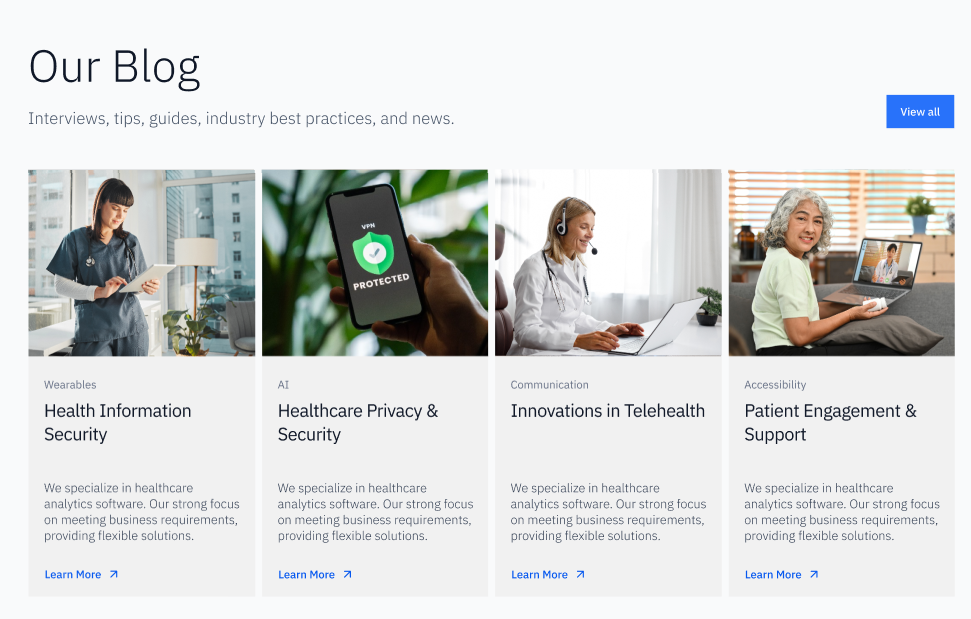 Our Blog
Interviews, tips, guides, industry best practices, and news.
View all
VPN
PROTECTED
Wearables
Health Information
Security
We specialize in healthcare
analytics software. Our strong focus
on meeting business requirements,
providing flexible solutions.
Learn More
AI
Healthcare Privacy &
Security
We specialize in healthcare
analytics software. Our strong focus
on meeting business requirements,
providing flexible solutions.
Learn More
Communication
Innovations in Telehealth
We specialize in healthcare
analytics software. Our strong focus
on meeting business requirements,
providing flexible solutions.
Learn More
Accessibility
Patient Engagement &
Support
We specialize in healthcare
analytics software. Our strong focus
on meeting business requirements,
providing flexible solutions.
Learn More